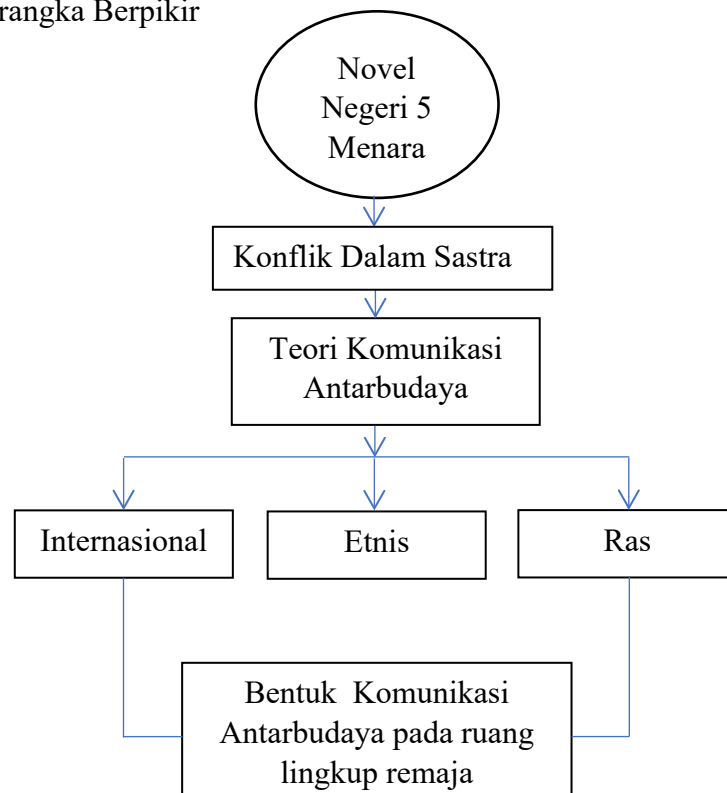 rangka Berpikir
Novel
Negeri 5
Menara
Konflik Dalam Sastra
Teori Komunikasi
Antarbudaya
Internasional
Etnis
Ras
Bentuk Komunikasi
Antarbudaya pada ruang
lingkup remaja